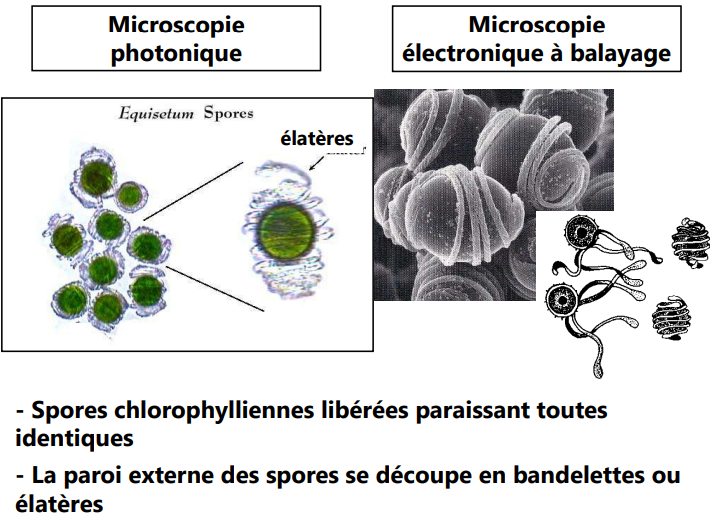 Microscopie
photonique
Microscopie
électronique à balayage
Equisetum Spores
élatères
- Spores chlorophylliennes libérées paraissant toutes
identiques
- La paroi externe des spores se découpe en bandelettes ou
élatères